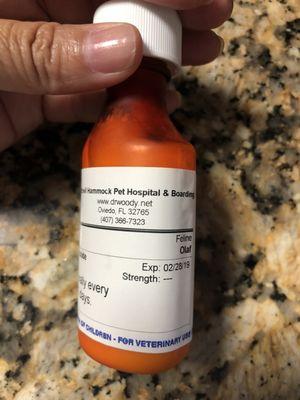 Hammock Pet Hospital & Boarding
www.drwoody.net
Oviedo, FL 32765
(407) 366-7323
Feline
Olaf
Exp: 02/28/19
Strength: ---
every
OF CHILDREN - FOR VETERINARY USE